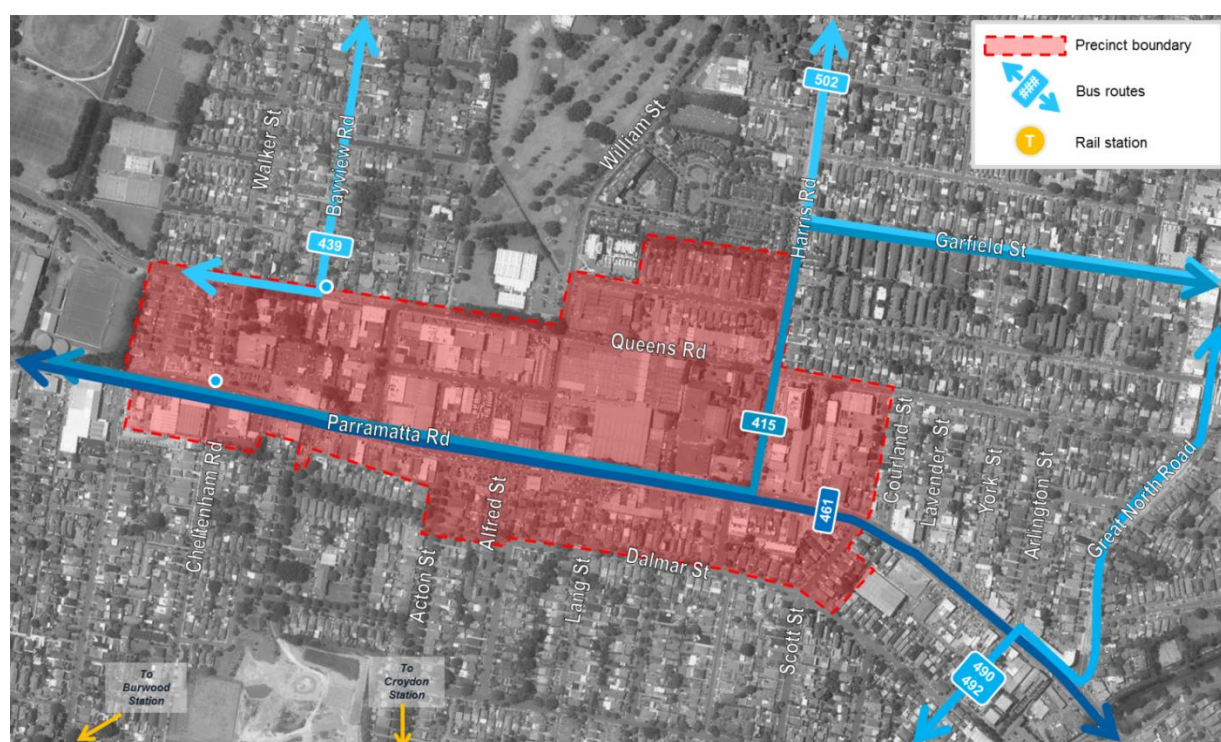 Precinct boundary
###
Bus routes
T
Rail station
502
William St
Walker St
Bayview Rd
439
Harris Rd
Garfield St
Queens Rd
415
Parramatta Rd
461
Courland St
Lavender St
York St
Arlington St
Great North Road
Cheltenham Rd
Alfred St
Acton St
Dalmar St
Lang St
Scott St
490
492
To
Burwood
Station
To
Croydon
Station